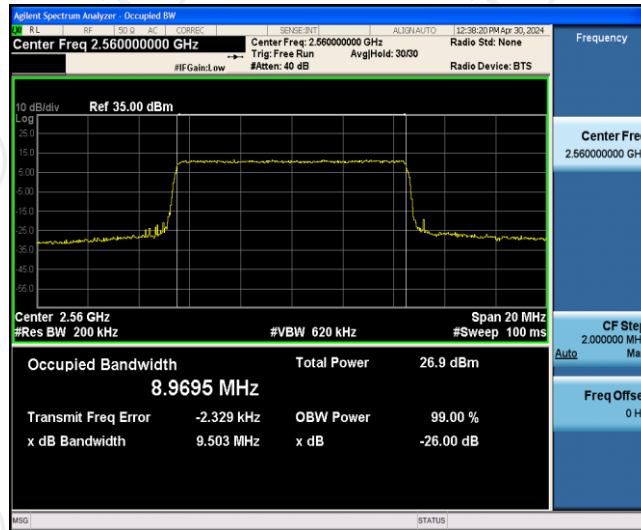 Agilent Spectrum Analyzer - Occupied BW
RL RF 50 Ω AC CORREC SENSE:INT ALIGN AUTO 12:38:20 PM Apr 30, 2024
Center Freq 2.560000000 GHz
Center Freq: 2.560000000 GHz
Radio Std: None
Trig: Free Run Avg|Hold: 30/30
#IFGain:Low #Atten: 40 dB Radio Device: BTS
10 dB/div Ref 35.00 dBm
Log
25.0
15.0
5.00
-5.00
-15.0
-25.0
-35.0
-45.0
-55.0
Center 2.56 GHz Span 20 MHz
#Res BW 200 kHz #VBW 620 kHz #Sweep 100 ms
Occupied Bandwidth Total Power 26.9 dBm
8.9695 MHz
Transmit Freq Error -2.329 kHz OBW Power 99.00 %
x dB Bandwidth 9.503 MHz x dB -26.00 dB
MSG STATUS
Frequency
Center Fre
2.560000000 GH
CF Step
2.000000 MH
Auto Ma
Freq Offse
0 H